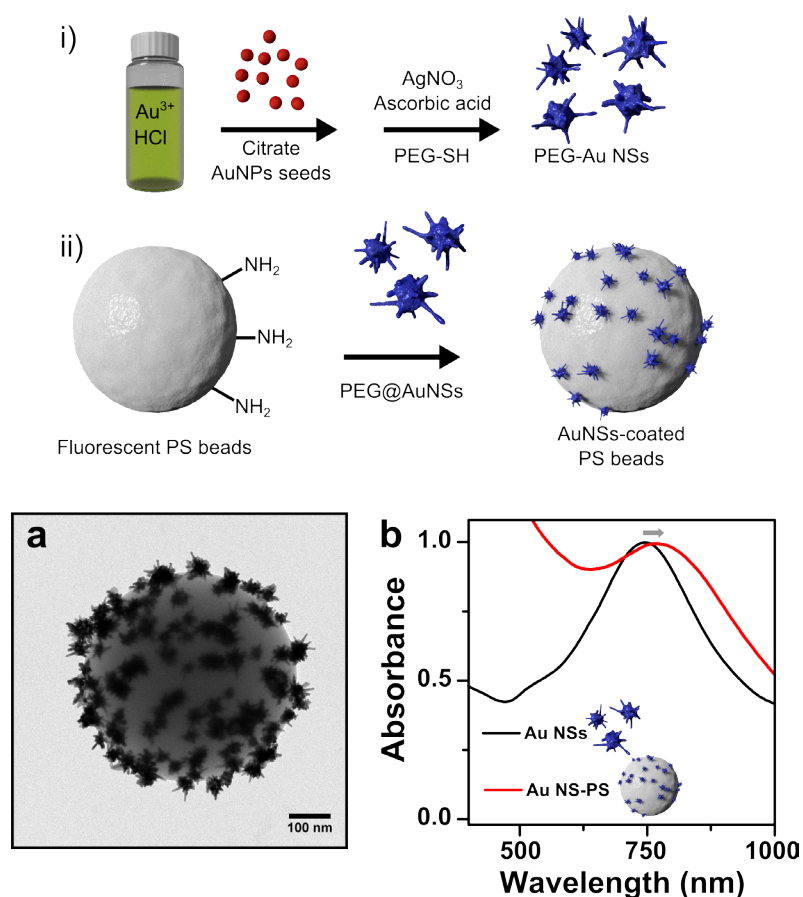 i)
Au³⁺
HCl
Citrate
AuNPs seeds
AgNO₃
Ascorbic acid
PEG-SH
PEG-Au NSs
ii)
NH₂
NH₂
NH₂
Fluorescent PS beads
PEG@AuNSs
AuNSs-coated
PS beads
a
100 nm
b
Absorbance
1.0
0.5
0.0
Au NSs
Au NS-PS
500
750
1000
Wavelength (nm)